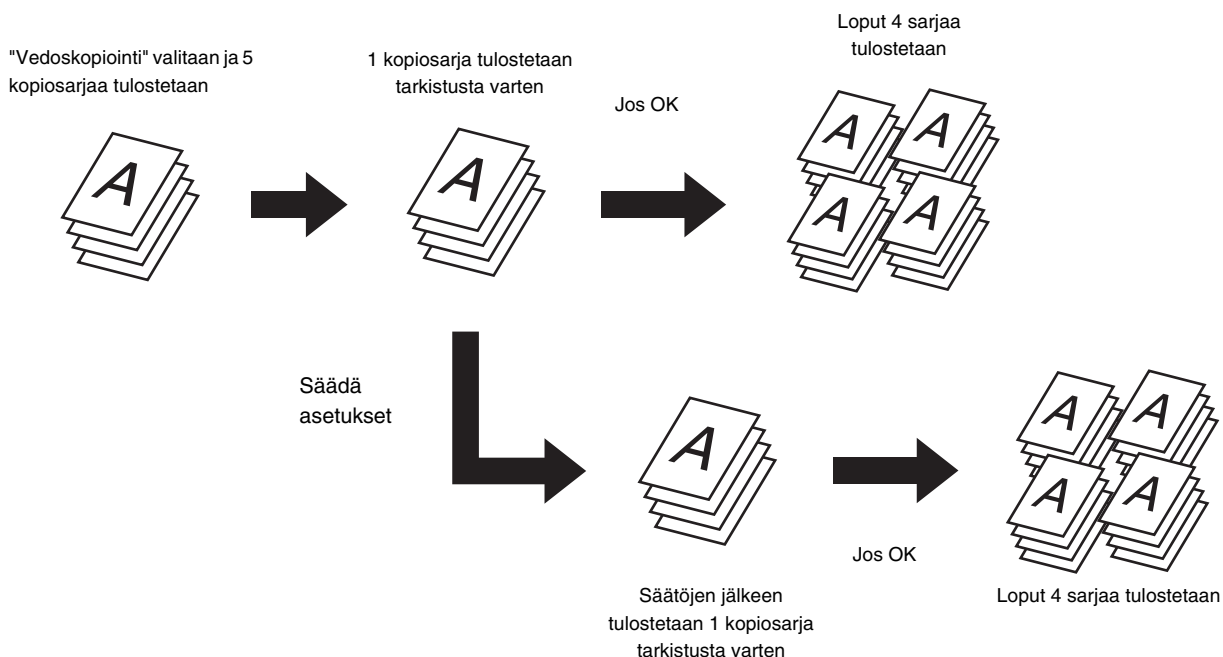 "Vedoskopiointi" valitaan ja 5
kopiosarjaa tulostetaan
1 kopiosarja tulostetaan
tarkistusta varten
Jos OK
Loput 4 sarjaa
tulostetaan
A
A
A
A
A
A
Säädä
asetukset
A
Jos OK
A
A
A
A
Säätöjen jälkeen
tulostetaan 1 kopiosarja
tarkistusta varten
Loput 4 sarjaa tulostetaan